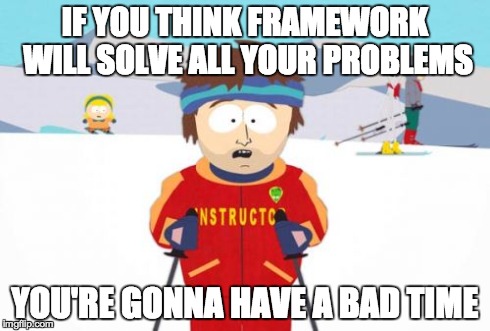 IF YOU THINK FRAMEWORK
WILL SOLVE ALL YOUR PROBLEMS
INSTRUCTOR
YOU'RE GONNA HAVE A BAD TIME
imgflip.com